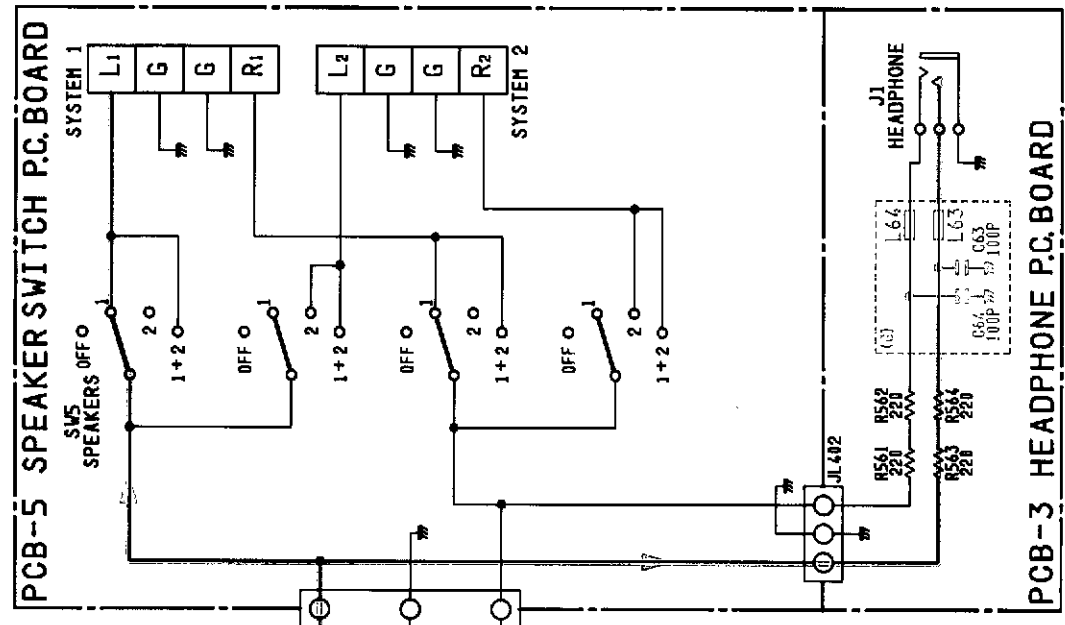 PCB-5 SPEAKER SWITCH P.C. BOARD
SYSTEM 1
L1
G
G
R1
L2
G
G
R2
SYSTEM 2
SW5
SPEAKERS
OFF
1
2
1+2
OFF
1
2
1+2
OFF
1
2
1+2
OFF
1
2
1+2
JL402
J1
HEADPHONE
L64
L63
C63
100P
C64
100P
(G)
R562
220
R564
220
R561
220
R563
220
PCB-3 HEADPHONE P.C. BOARD